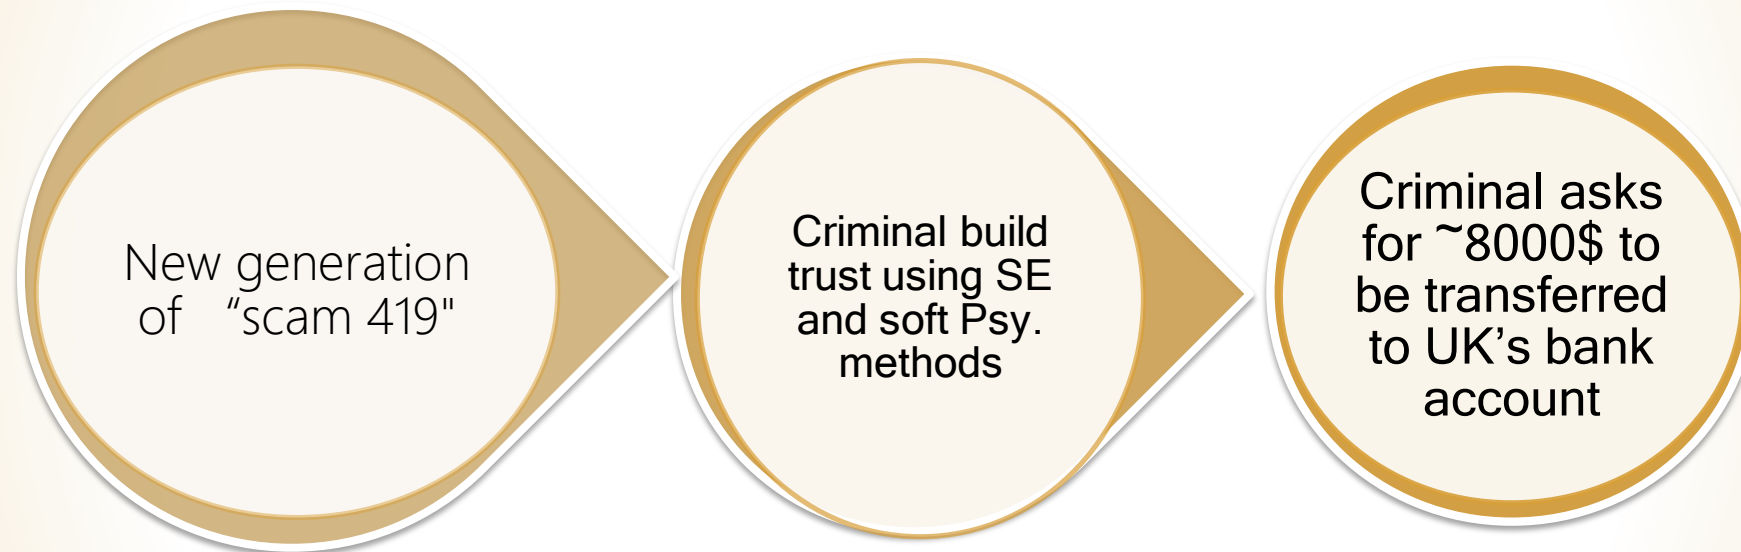 New generation
of “scam 419"
Criminal build
trust using SE
and soft Psy.
methods
Criminal asks
for ~8000$ to
be transferred
to UK’s bank
account